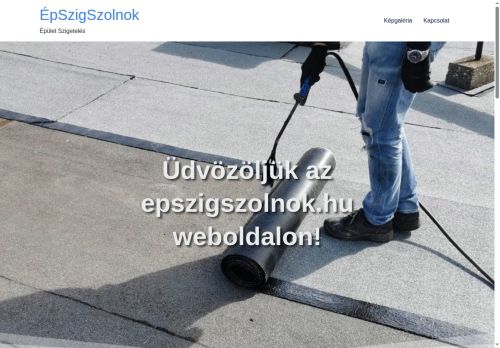 ÉpSzigSzolnok
Épület Szigetelés
Képgaléria
Kapcsolat
Üdvözöljük az
epszigszolnok.hu
weboldalon!